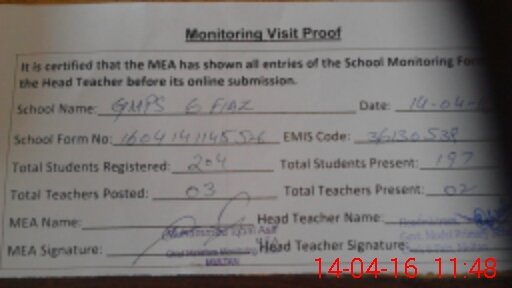 Monitoring Visit Proof
It is certified that the MEA has shown all entries of the School Monitoring Form
the Head Teacher before its online submission.
School Name: GMPS 6 FIAZ Date: 14-04-
School Form No: EMIS Code: 36130539
Total Students Registered: 204 Total Students Present: 197
Total Teachers Posted: 03 Total Teachers Present: 02
MEA Name: Head Teacher Name:
MEA Signature: Head Teacher Signature:
14-04-16 11:48